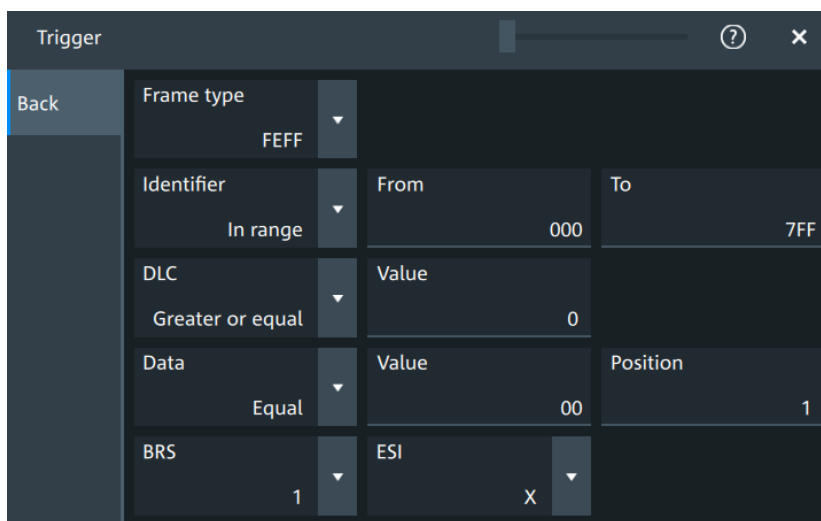 Trigger
?
Back
Frame type
FEFF
Identifier
From
To
In range
000
7FF
DLC
Value
Greater or equal
0
Data
Value
Position
Equal
00
1
BRS
ESI
1
X